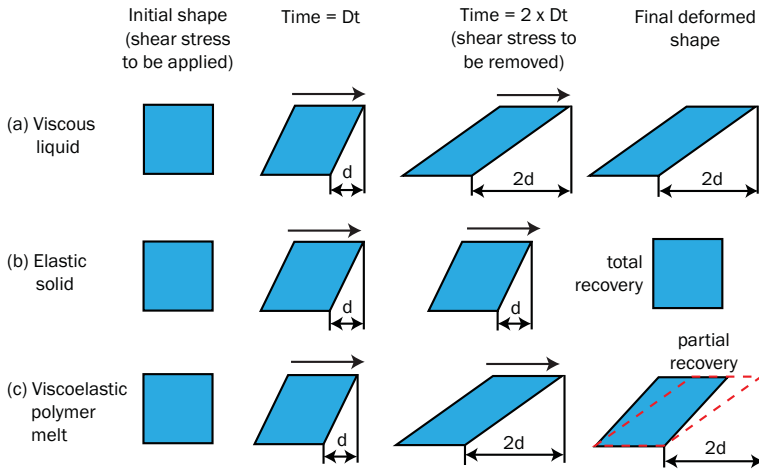 Initial shape
(shear stress
to be applied)
Time = Dt
Time = 2 x Dt
(shear stress to
be removed)
Final deformed
shape
(a) Viscous
liquid
d
2d
2d
(b) Elastic
solid
d
d
total
recovery
(c) Viscoelastic
polymer
melt
d
2d
partial
recovery
2d